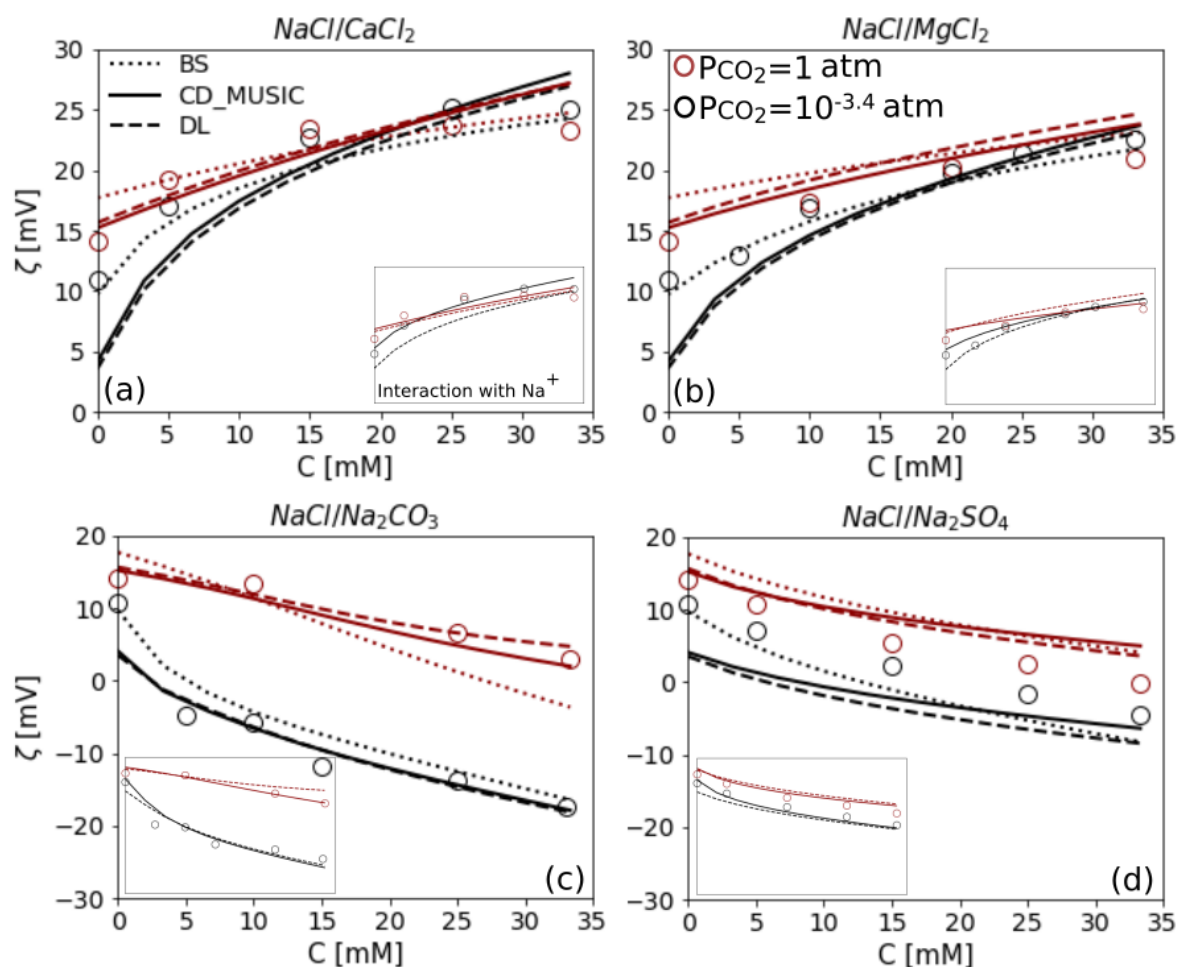 NaCl/CaCl₂
30
25
20
15
10
5
0
ζ [mV]
BS
CD_MUSIC
DL
(a)
Interaction with Na⁺
0 5 10 15 20 25 30 35
C [mM]
NaCl/MgCl₂
30
25
20
15
10
5
0
PCO₂=1 atm
PCO₂=10⁻³·⁴ atm
(b)
0 5 10 15 20 25 30 35
C [mM]
NaCl/Na₂CO₃
20
10
0
−10
−20
−30
ζ [mV]
(c)
0 5 10 15 20 25 30 35
C [mM]
NaCl/Na₂SO₄
20
10
0
−10
−20
−30
(d)
0 5 10 15 20 25 30 35
C [mM]